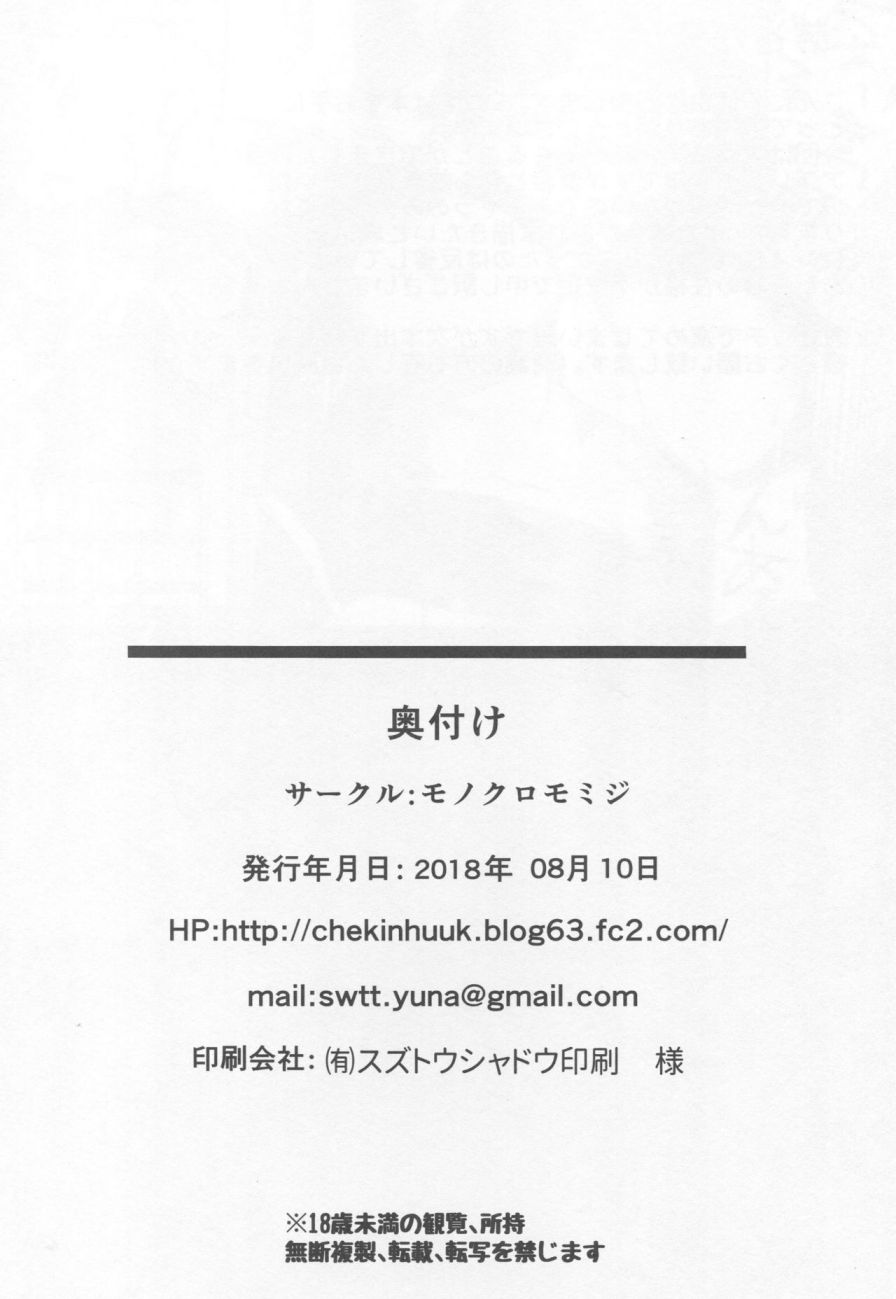 奥付け
サークル:モノクロモミジ
発行年月日: 2018年 08月10日
HP:http://chekinhuuk.blog63.fc2.com/
mail:swtt.yuna@gmail.com
印刷会社: ㈲スズトウシャドウ印刷 様
※18歳未満の観覧、所持
無断複製、転載、転写を禁じます